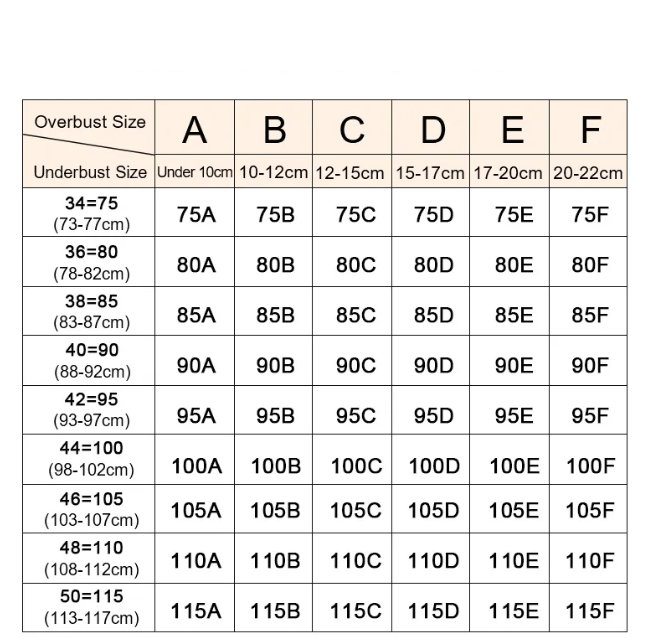 Overbust Size A B C D E F
Underbust Size Under 10cm 10-12cm 12-15cm 15-17cm 17-20cm 20-22cm
34=75
(73-77cm) 75A 75B 75C 75D 75E 75F
36=80
(78-82cm) 80A 80B 80C 80D 80E 80F
38=85
(83-87cm) 85A 85B 85C 85D 85E 85F
40=90
(88-92cm) 90A 90B 90C 90D 90E 90F
42=95
(93-97cm) 95A 95B 95C 95D 95E 95F
44=100
(98-102cm) 100A 100B 100C 100D 100E 100F
46=105
(103-107cm) 105A 105B 105C 105D 105E 105F
48=110
(108-112cm) 110A 110B 110C 110D 110E 110F
50=115
(113-117cm) 115A 115B 115C 115D 115E 115F